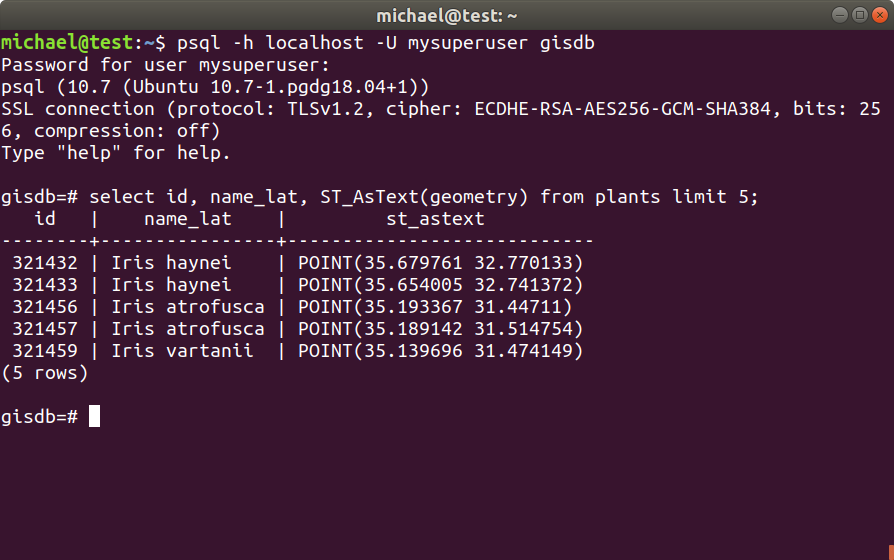 michael@test: ~
michael@test:~$ psql -h localhost -U mysuperuser gisdb
Password for user mysuperuser:
psql (10.7 (Ubuntu 10.7-1.pgdg18.04+1))
SSL connection (protocol: TLSv1.2, cipher: ECDHE-RSA-AES256-GCM-SHA384, bits: 25
6, compression: off)
Type "help" for help.
gisdb=# select id, name_lat, ST_AsText(geometry) from plants limit 5;
   id   |    name_lat    |         st_astext
--------+----------------+----------------------------
 321432 | Iris haynei    | POINT(35.679761 32.770133)
 321433 | Iris haynei    | POINT(35.654005 32.741372)
 321456 | Iris atrofusca | POINT(35.193367 31.44711)
 321457 | Iris atrofusca | POINT(35.189142 31.514754)
 321459 | Iris vartanii  | POINT(35.139696 31.474149)
(5 rows)
gisdb=#